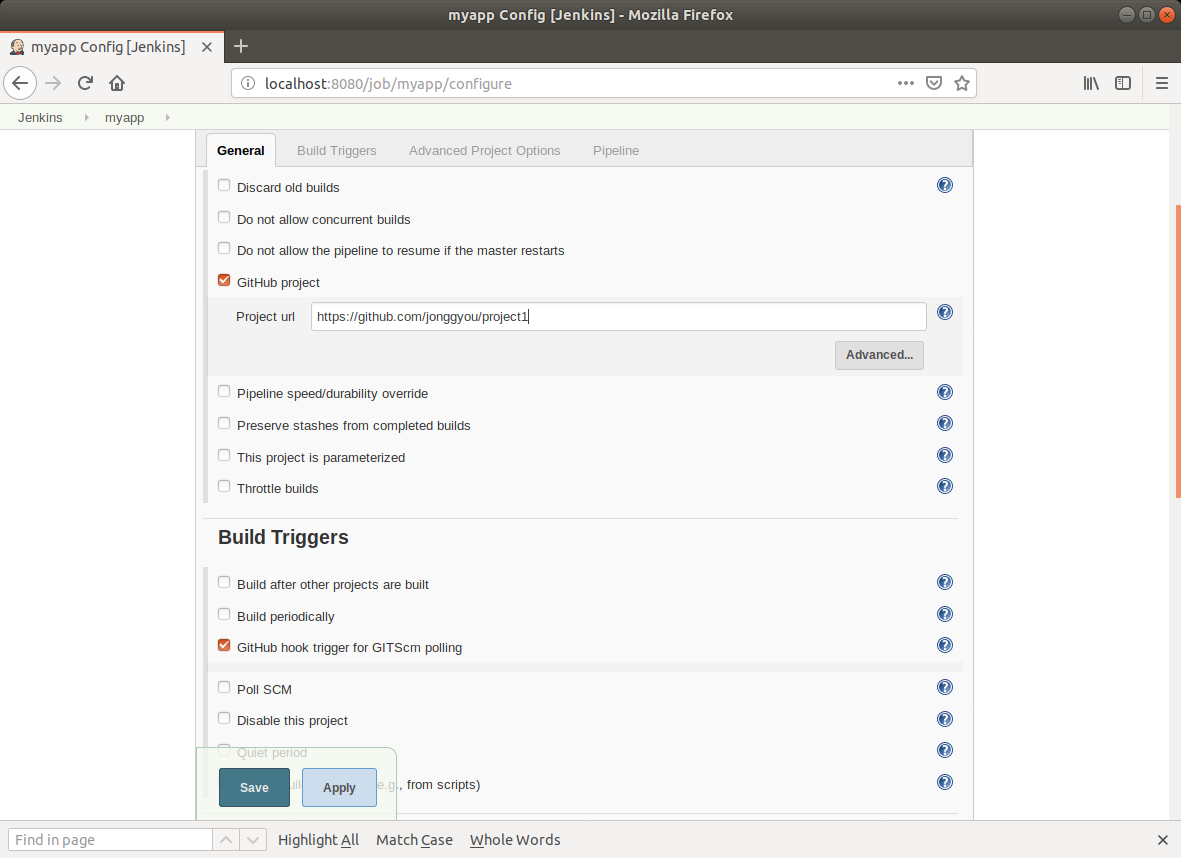 myapp Config [Jenkins] - Mozilla Firefox
myapp Config [Jenkins]
localhost:8080/job/myapp/configure
Jenkins myapp
General Build Triggers Advanced Project Options Pipeline
Discard old builds
Do not allow concurrent builds
Do not allow the pipeline to resume if the master restarts
GitHub project
Project url https://github.com/jonggyou/project1
Advanced...
Pipeline speed/durability override
Preserve stashes from completed builds
This project is parameterized
Throttle builds
Build Triggers
Build after other projects are built
Build periodically
GitHub hook trigger for GITScm polling
Poll SCM
Disable this project
Quiet period
Save Apply e.g., from scripts)
Find in page Highlight All Match Case Whole Words